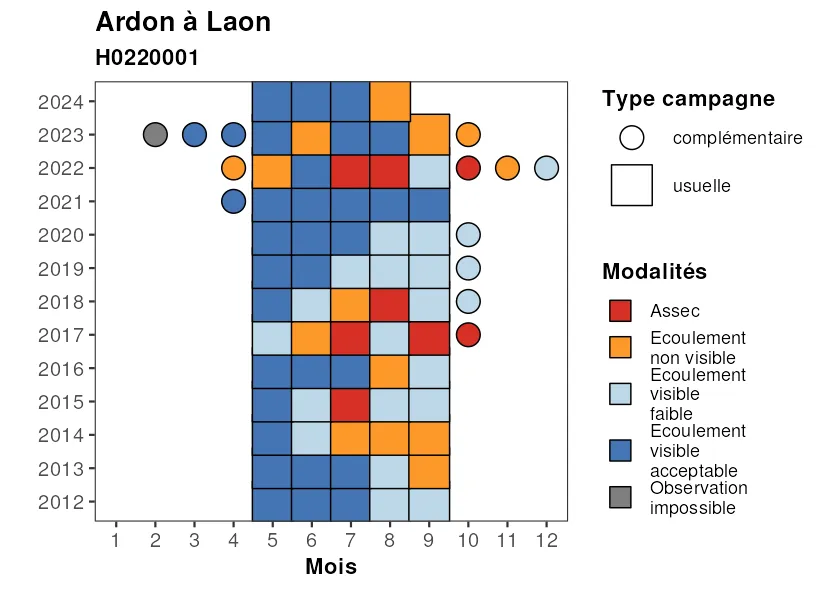 Ardon à Laon
H0220001
2024
2023
2022
2021
2020
2019
2018
2017
2016
2015
2014
2013
2012
1 2 3 4 5 6 7 8 9 10 11 12
Mois
Type campagne
complémentaire
usuelle
Modalités
Assec
Ecoulement
non visible
Ecoulement
visible
faible
Ecoulement
visible
acceptable
Observation
impossible